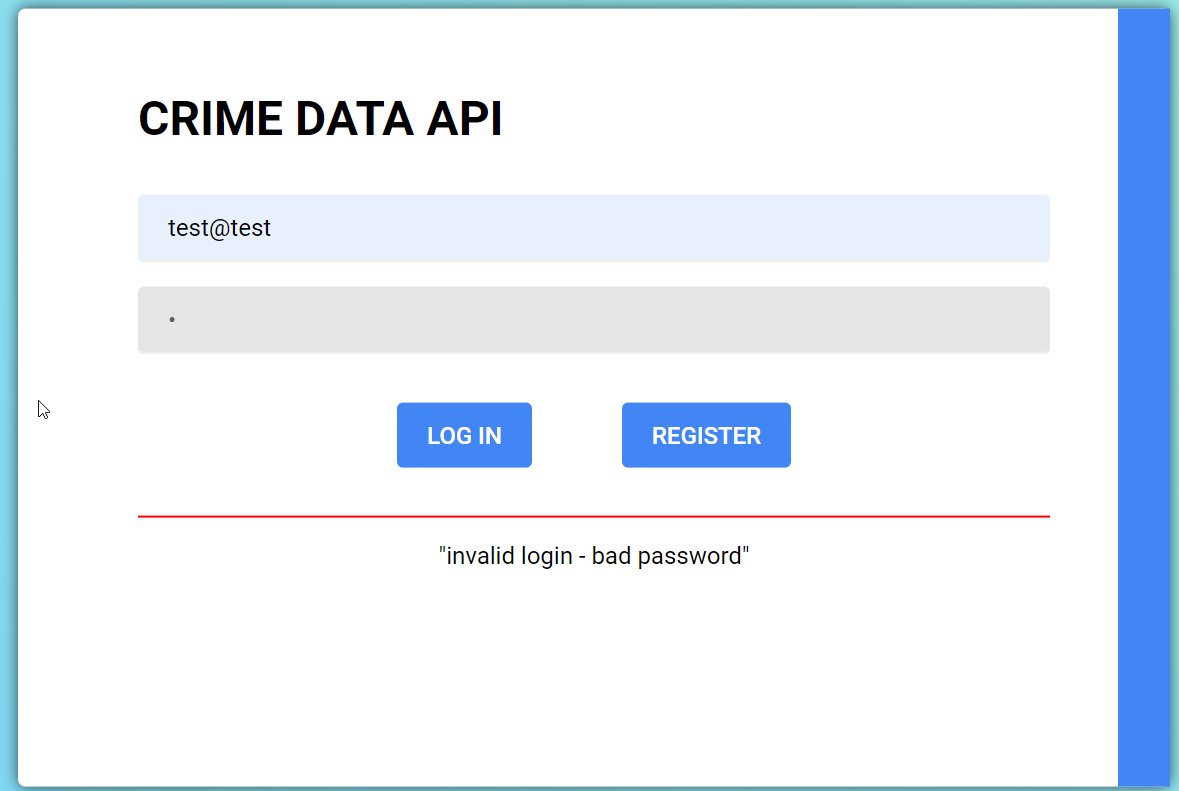 CRIME DATA API
test@test
•
LOG IN
REGISTER
"invalid login - bad password"